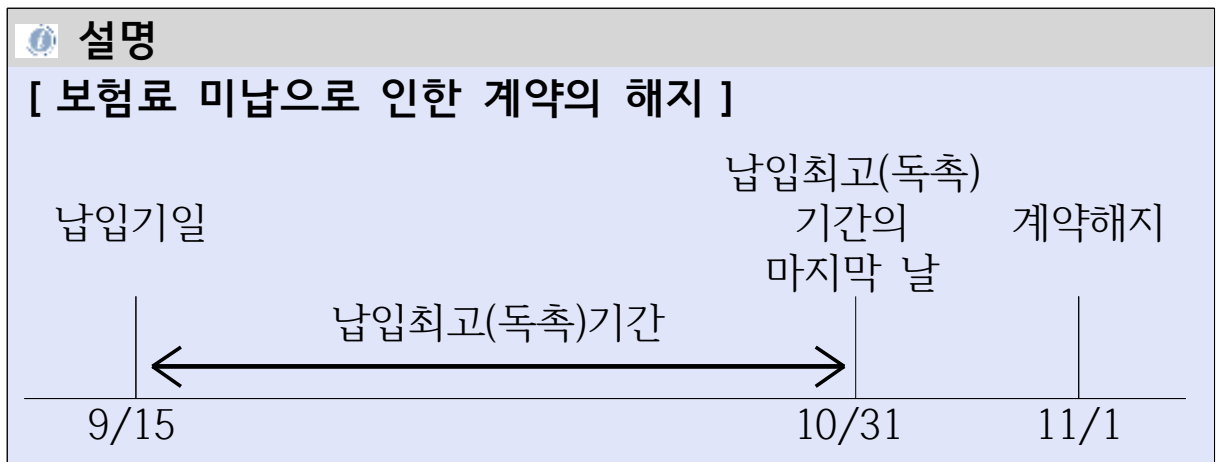 설명
[ 보험료 미납으로 인한 계약의 해지 ]
납입기일
납입최고(독촉)
기간의
마지막 날
계약해지
납입최고(독촉)기간
9/15
10/31
11/1